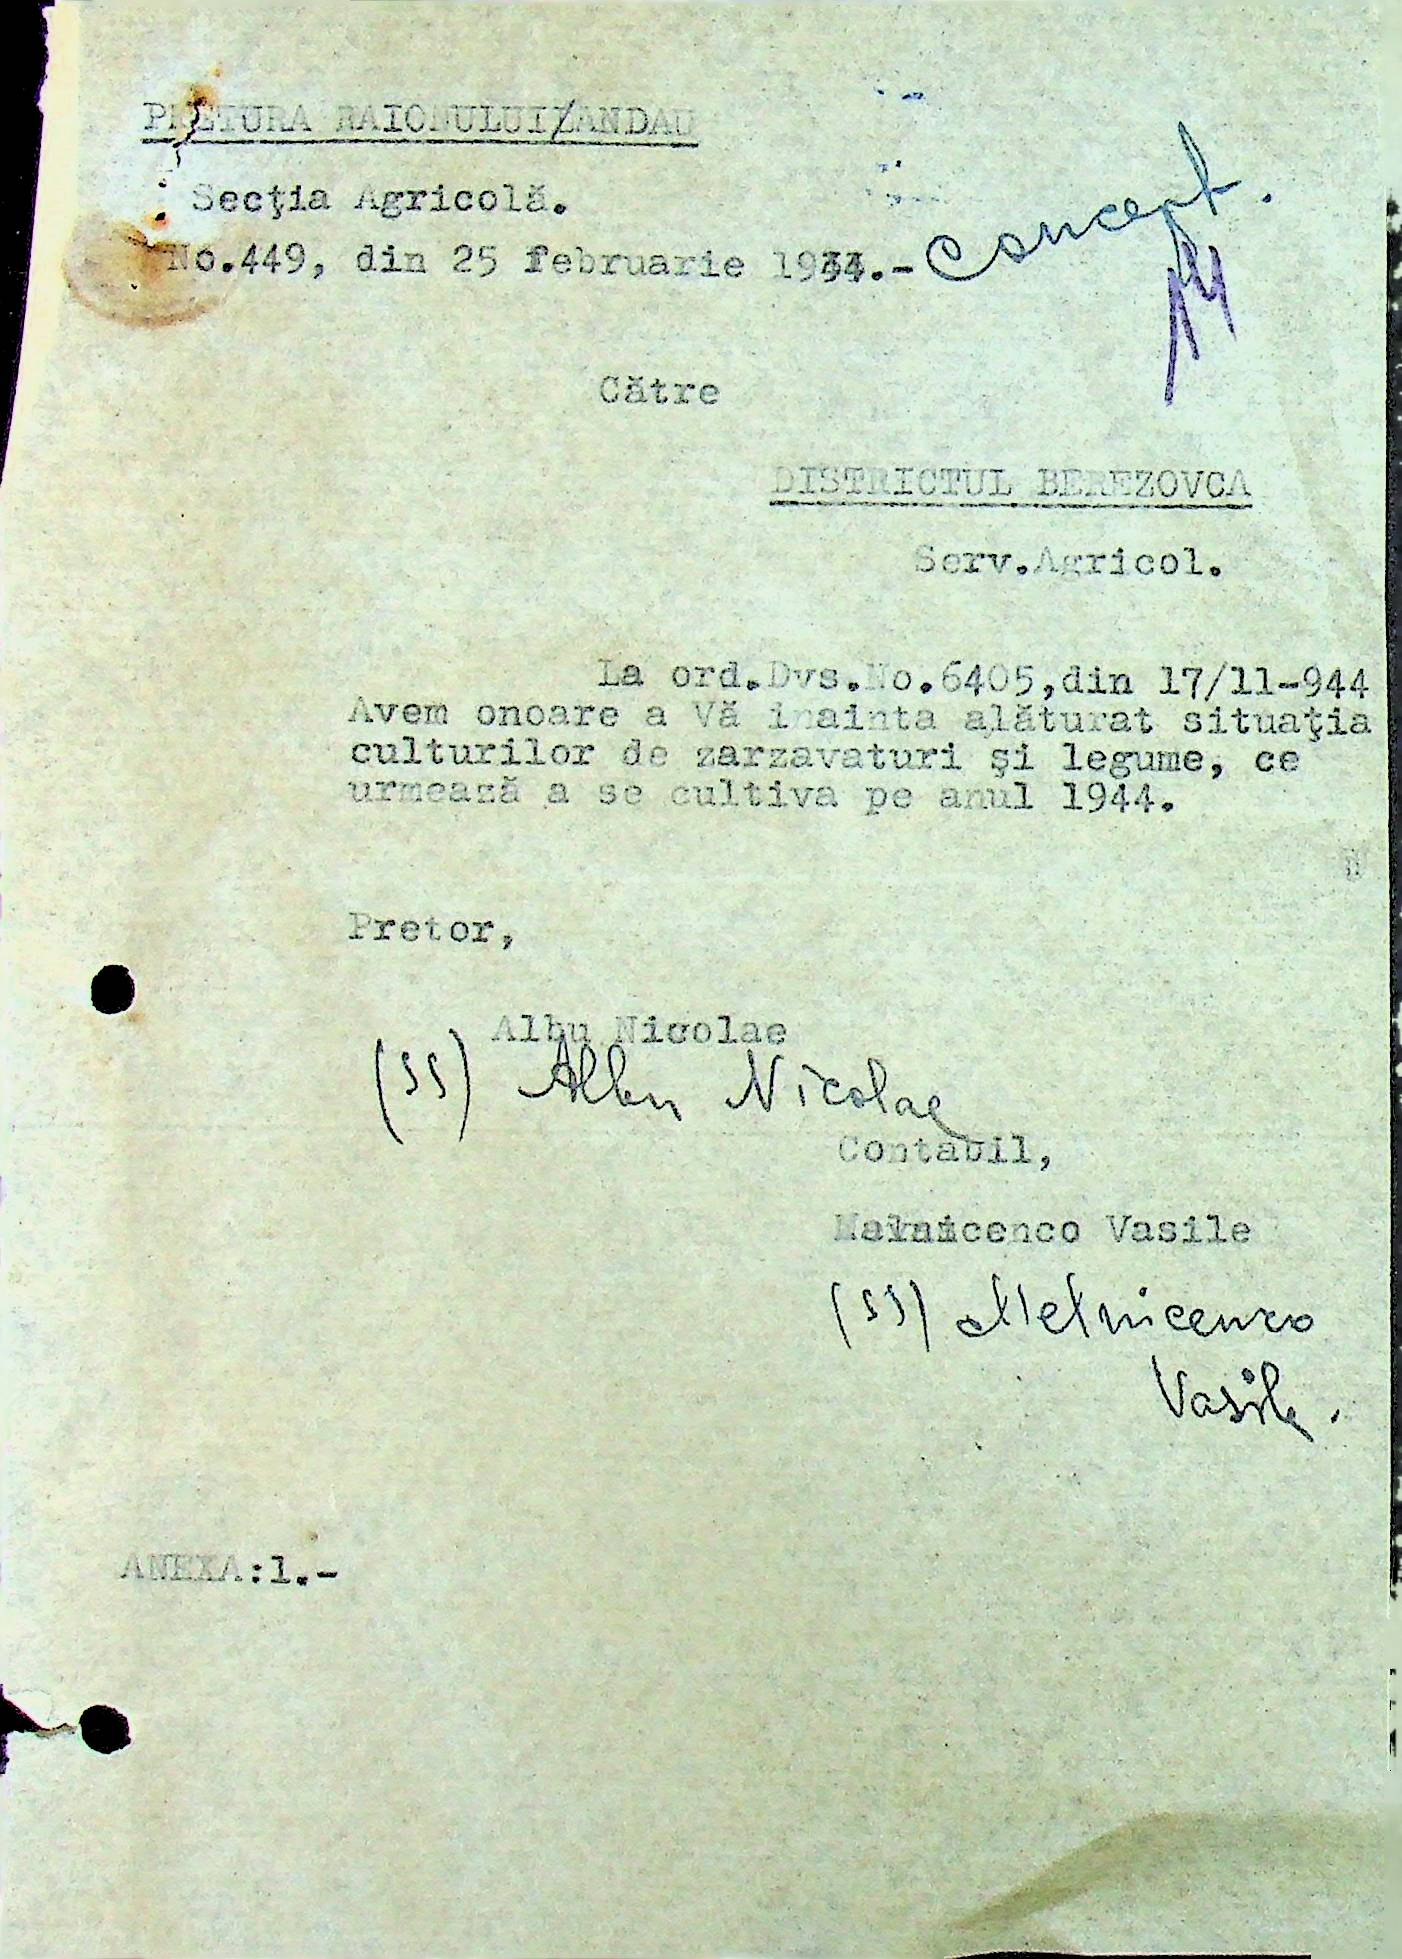 PRETURA RAIONULUI LANDAU
Secţia Agricolă.
No.449, din 25 februarie 1944.- Concept.
Către
DISTRICTUL BEREZOVCA
Serv.Agricol.
La ord.Dvs.No.6405,din 17/11-944
Avem onoare a Vă inainta alăturat situaţia
culturilor de zarzavaturi şi legume, ce
urmează a se cultiva pe anul 1944.
Pretor,
Albu Nicolae
(ss) Albu Nicolae
Contabil,
Melnicenco Vasile
(ss) Melnicenco
Vasile.
ANEXA:1.-